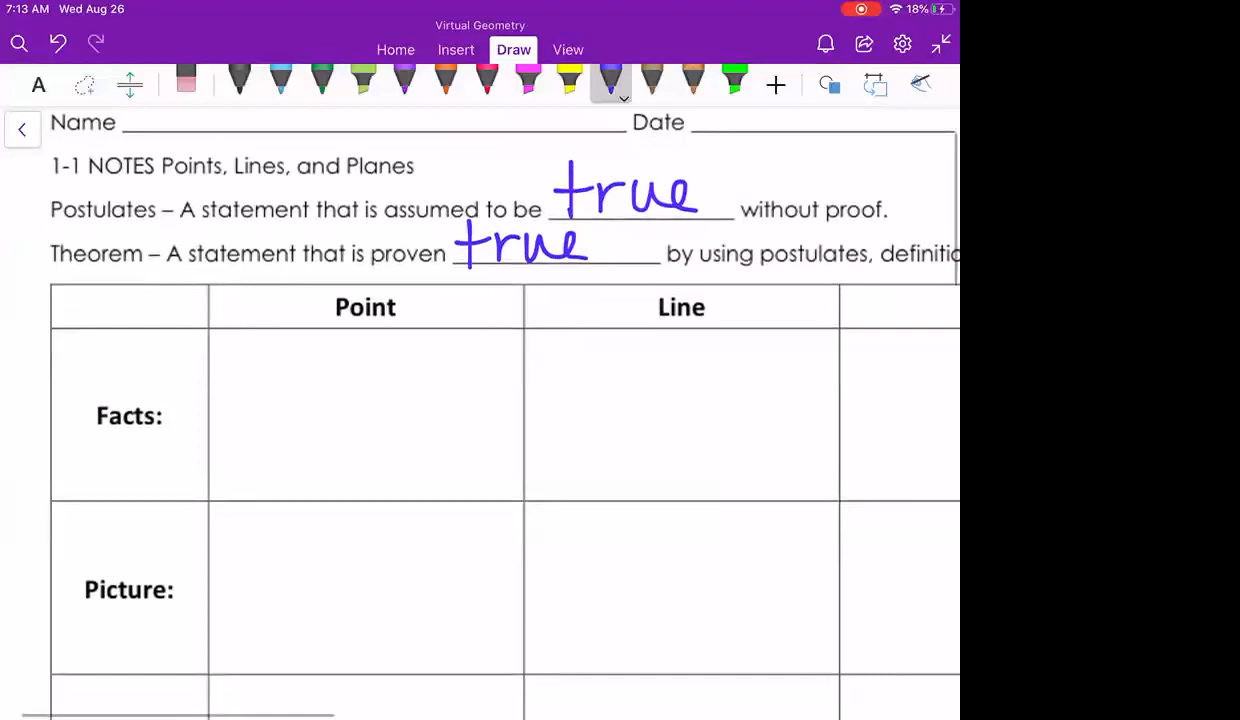 7:13 AM Wed Aug 26
18%
Virtual Geometry
Home Insert Draw View
A
Name ____ Date ____
1-1 NOTES Points, Lines, and Planes
Postulates – A statement that is assumed to be true without proof.
Theorem – A statement that is proven true by using postulates, definitio
Point Line
Facts:
Picture: